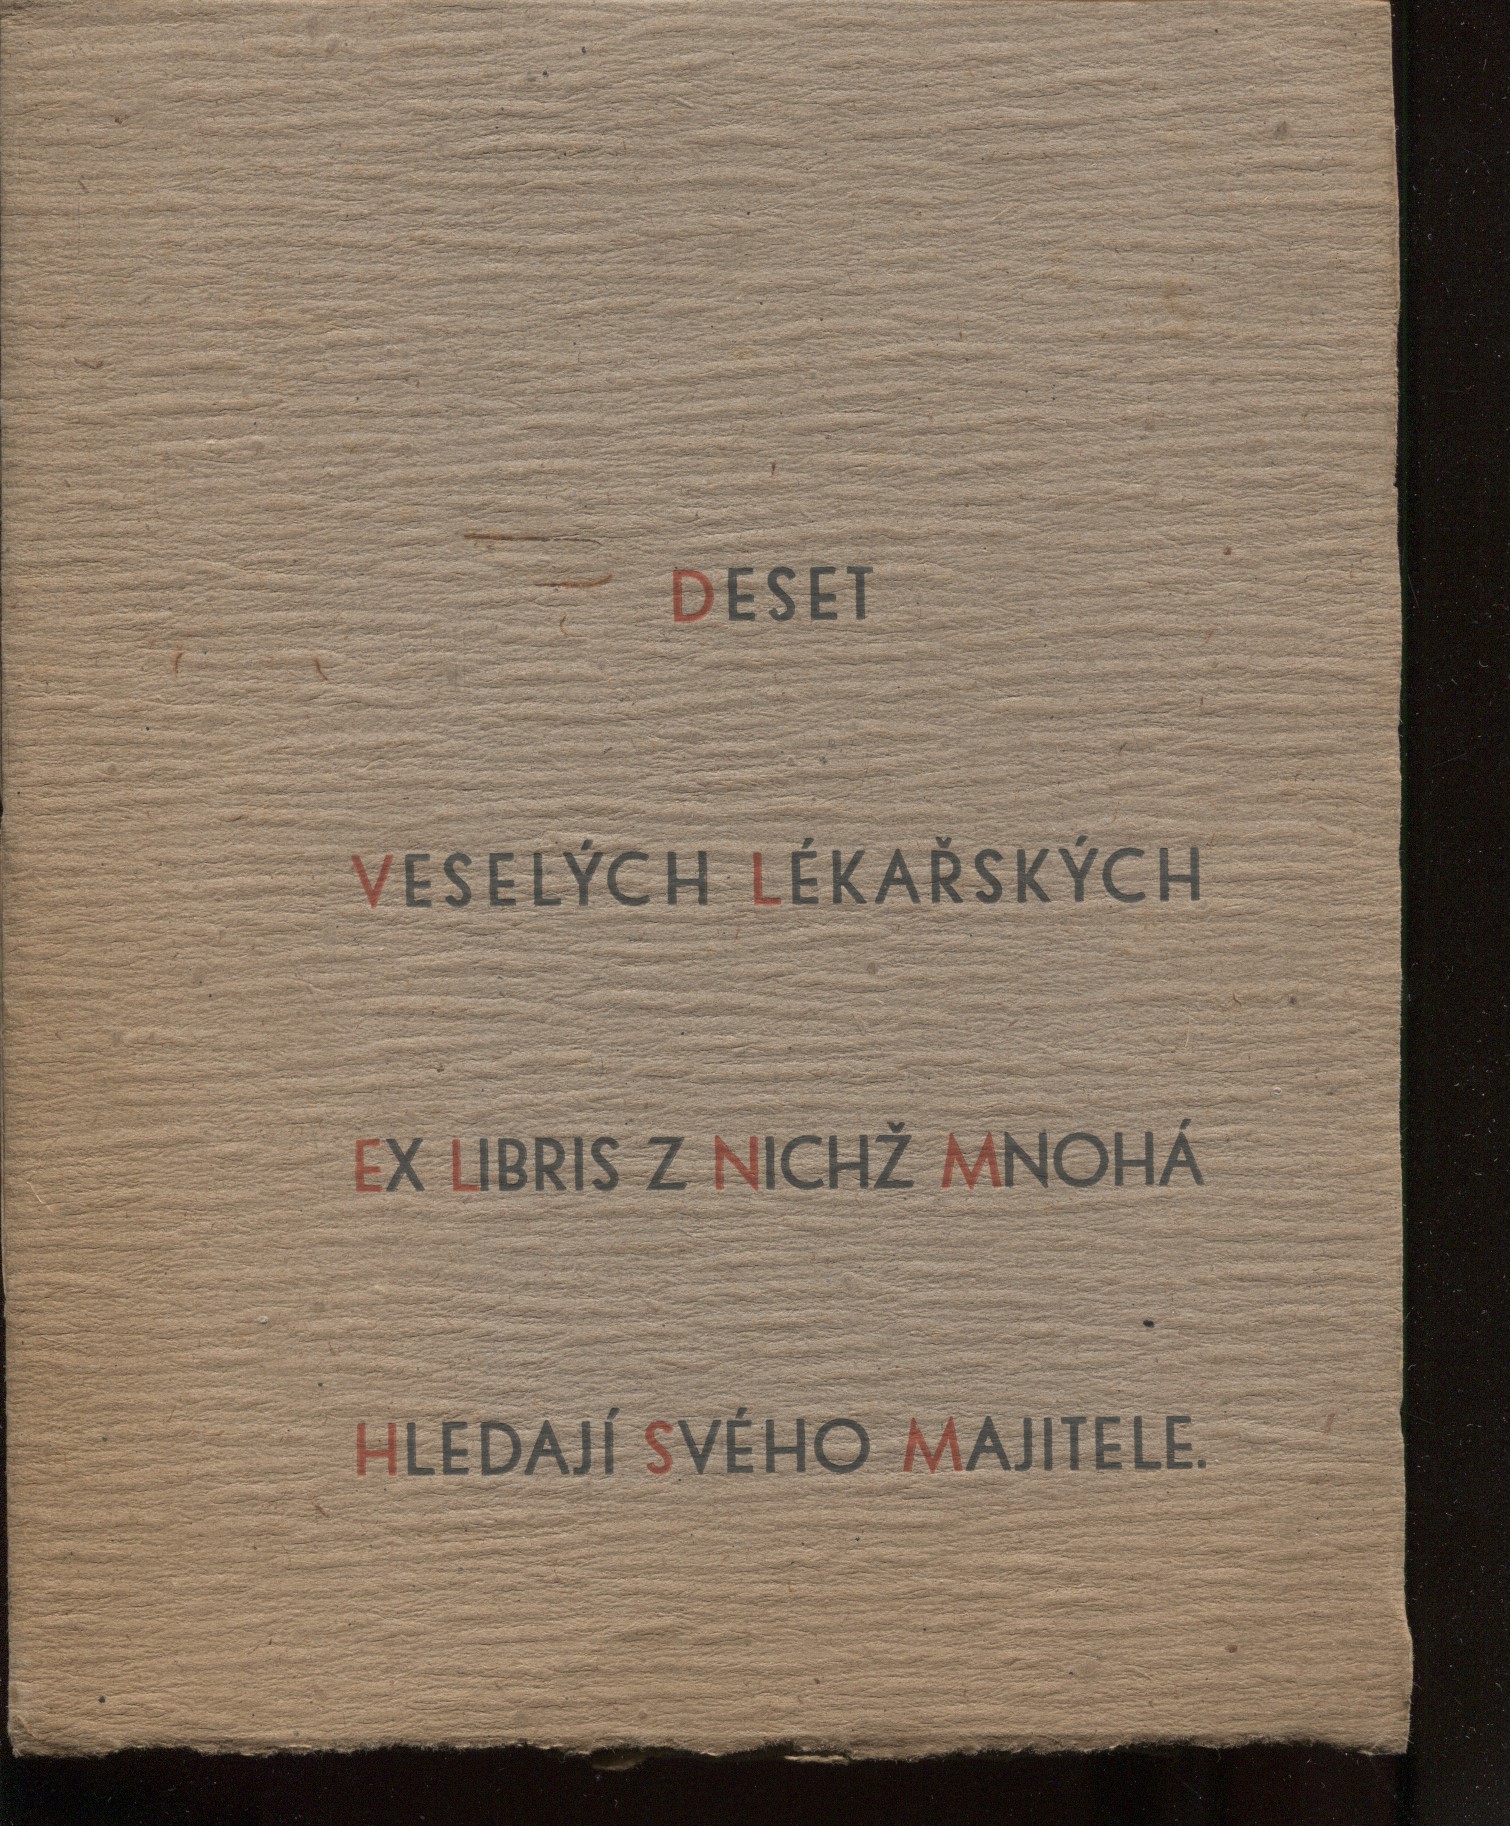 DESET
VESELÝCH LÉKAŘSKÝCH
EX LIBRIS Z NICHŽ MNOHÁ
HLEDAJÍ SVÉHO MAJITELE.